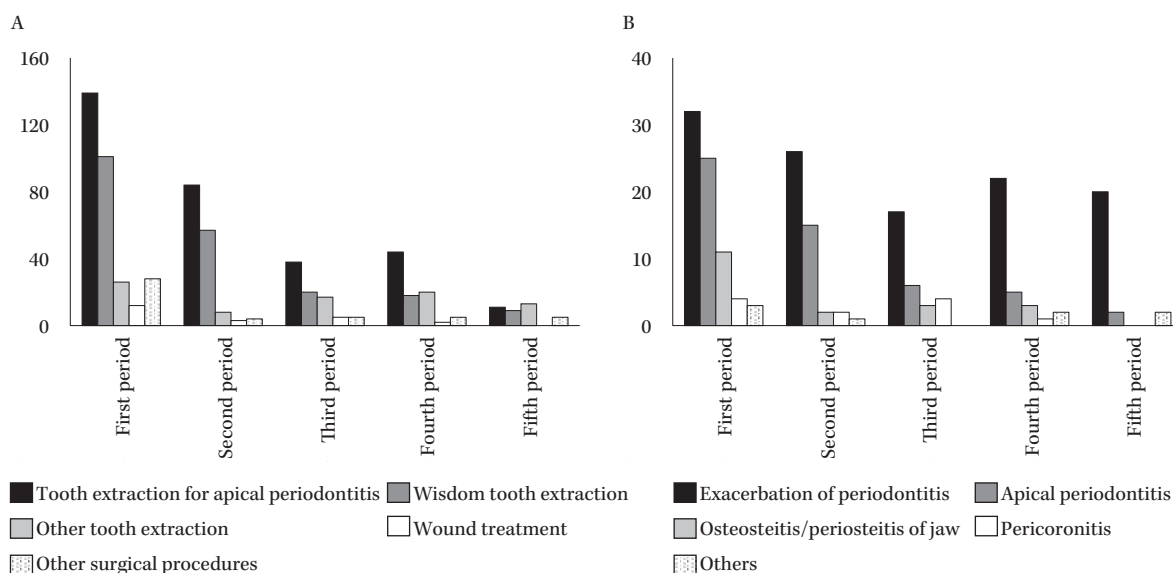 A
160
120
80
40
0
First period
Second period
Third period
Fourth period
Fifth period
Tooth extraction for apical periodontitis
Wisdom tooth extraction
Other tooth extraction
Wound treatment
Other surgical procedures
B
40
30
20
10
0
First period
Second period
Third period
Fourth period
Fifth period
Exacerbation of periodontitis
Apical periodontitis
Osteosteitis/periosteitis of jaw
Pericoronitis
Others